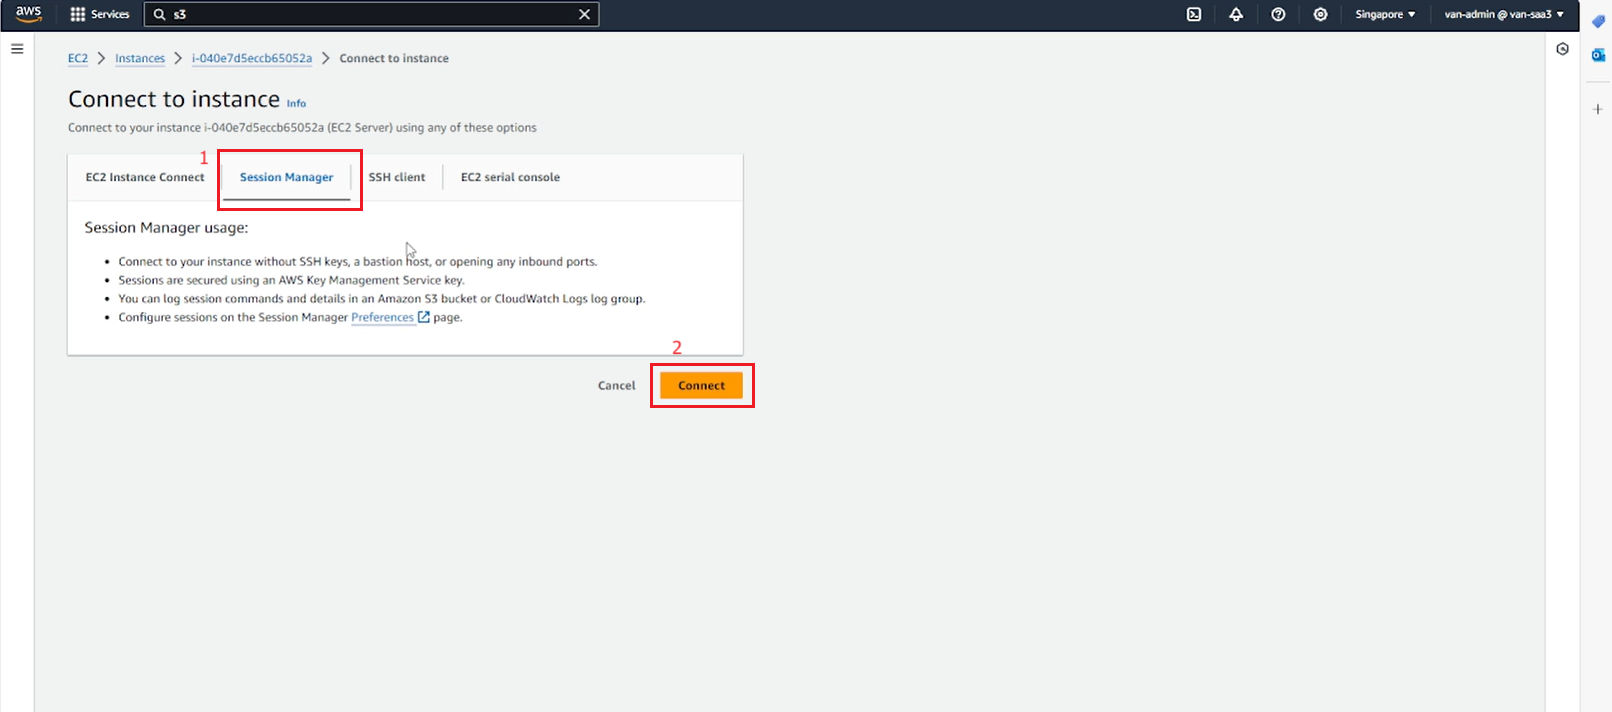 aws Services s3 Singapore van-admin @ van-saa3
EC2 > Instances > i-040e7d5eccb65052a > Connect to instance
Connect to instance Info
Connect to your instance i-040e7d5eccb65052a (EC2 Server) using any of these options
1
EC2 Instance Connect Session Manager SSH client EC2 serial console
Session Manager usage:
• Connect to your instance without SSH keys, a bastion host, or opening any inbound ports.
• Sessions are secured using an AWS Key Management Service key.
• You can log session commands and details in an Amazon S3 bucket or CloudWatch Logs log group.
• Configure sessions on the Session Manager Preferences page.
2
Cancel Connect